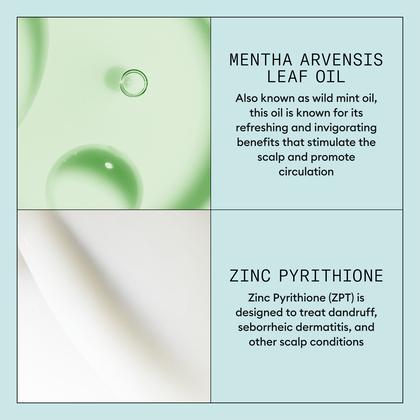 MENTHA ARVENSIS
LEAF OIL
Also known as wild mint oil,
this oil is known for its
refreshing and invigorating
benefits that stimulate the
scalp and promote
circulation
ZINC PYRITHIONE
Zinc Pyrithione (ZPT) is
designed to treat dandruff,
seborrheic dermatitis, and
other scalp conditions